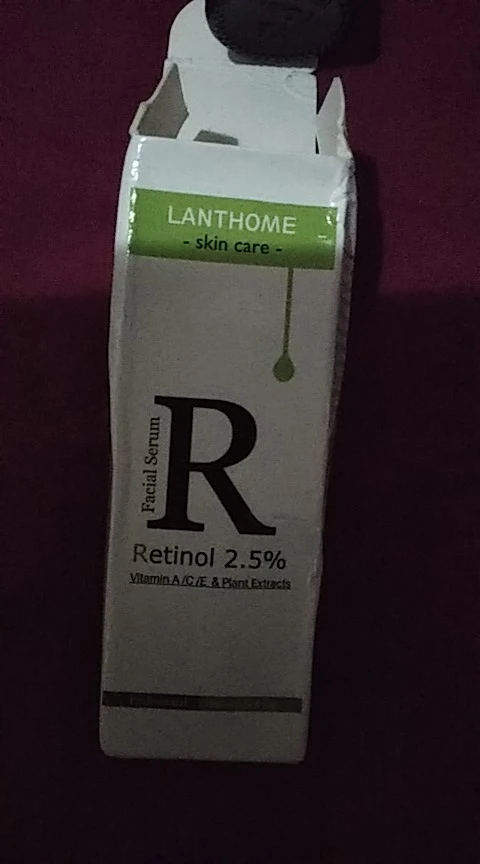 LANTHOME
- skin care -
Facial Serum
R
Retinol 2.5%
Vitamin A /C /E & Plant Extracts